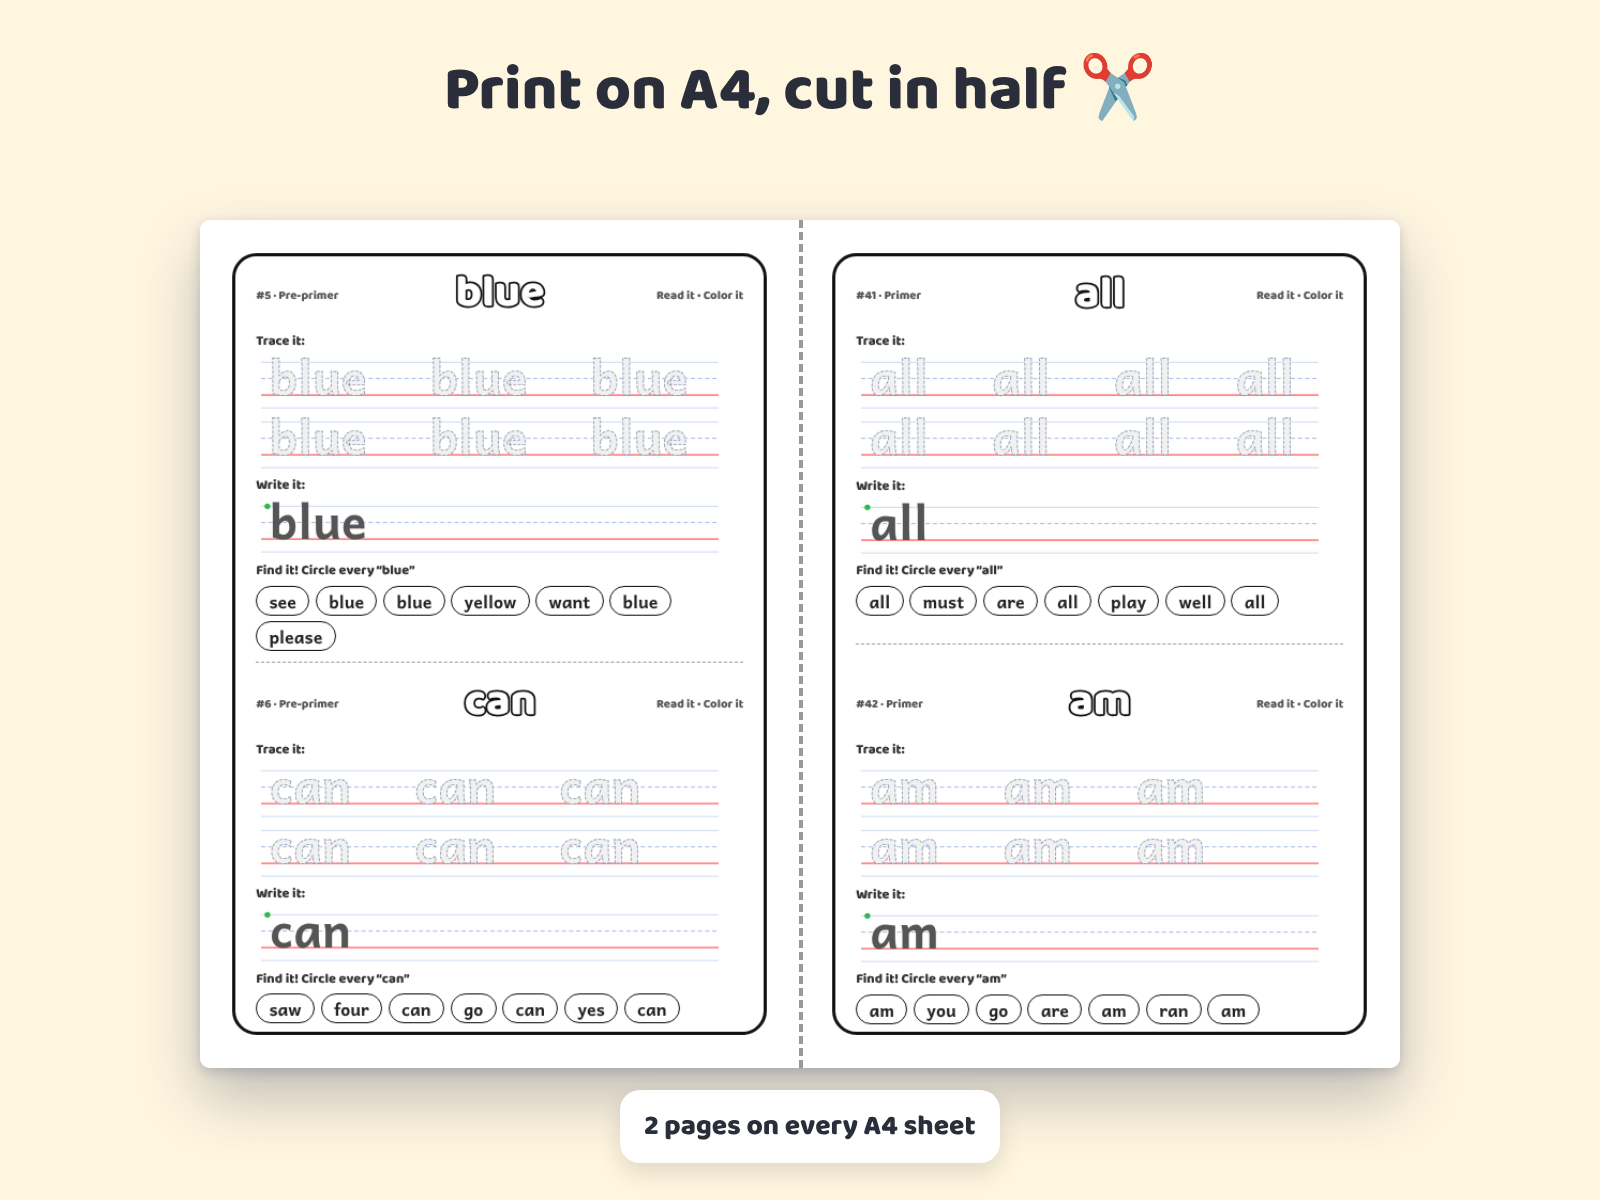 Print on A4, cut in half ✂️
#5 · Pre-primer blue Read it • Color it
Trace it:
blue blue blue
blue blue blue
Write it:
blue
Find it! Circle every “blue”
see blue blue yellow want blue
please
#6 · Pre-primer can Read it • Color it
Trace it:
can can can
can can can
Write it:
can
Find it! Circle every “can”
saw four can go can yes can
#41 · Primer all Read it • Color it
Trace it:
all all all all
all all all all
Write it:
all
Find it! Circle every “all”
all must are all play well all
#42 · Primer am Read it • Color it
Trace it:
am am am
am am am
Write it:
am
Find it! Circle every “am”
am you go are am ran am
2 pages on every A4 sheet